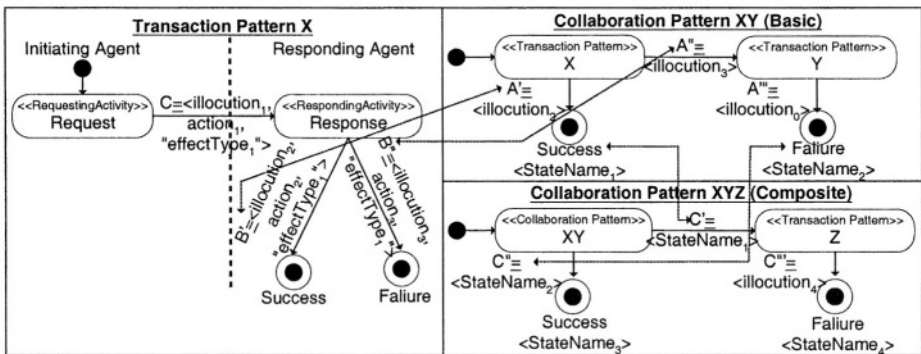 Transaction Pattern X
Initiating Agent
Responding Agent
<<RequestingActivity>>
Request
C=<illocution1,
action1,
"effectType1">
<<RespondingActivity>>
Response
B'=<illocution2,
action2,
"effectType1">
B"=<illocution3,
action3,
"effectType1">
Success
Faliure
Collaboration Pattern XY (Basic)
<<Transaction Pattern>>
X
A"=
<illocution3>
<<Transaction Pattern>>
Y
A'=
<illocution2>
A'''=
<illocution0>
Success
<StateName1>
Faliure
<StateName2>
Collaboration Pattern XYZ (Composite)
<<Collaboration Pattern>>
XY
C'=
<StateName1>
<<Transaction Pattern>>
Z
C"=
<StateName2>
C'''=
<illocution4>
Success
<StateName3>
Faliure
<StateName4>